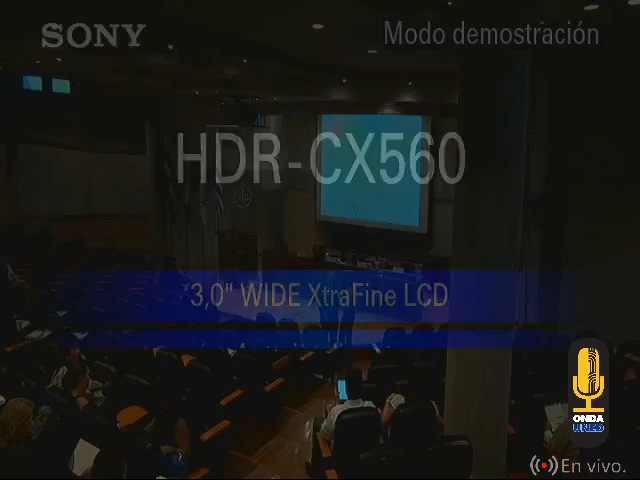 SONY
Modo demostración
HDR-CX560
3,0" WIDE XtraFine LCD
ONDA
En vivo.